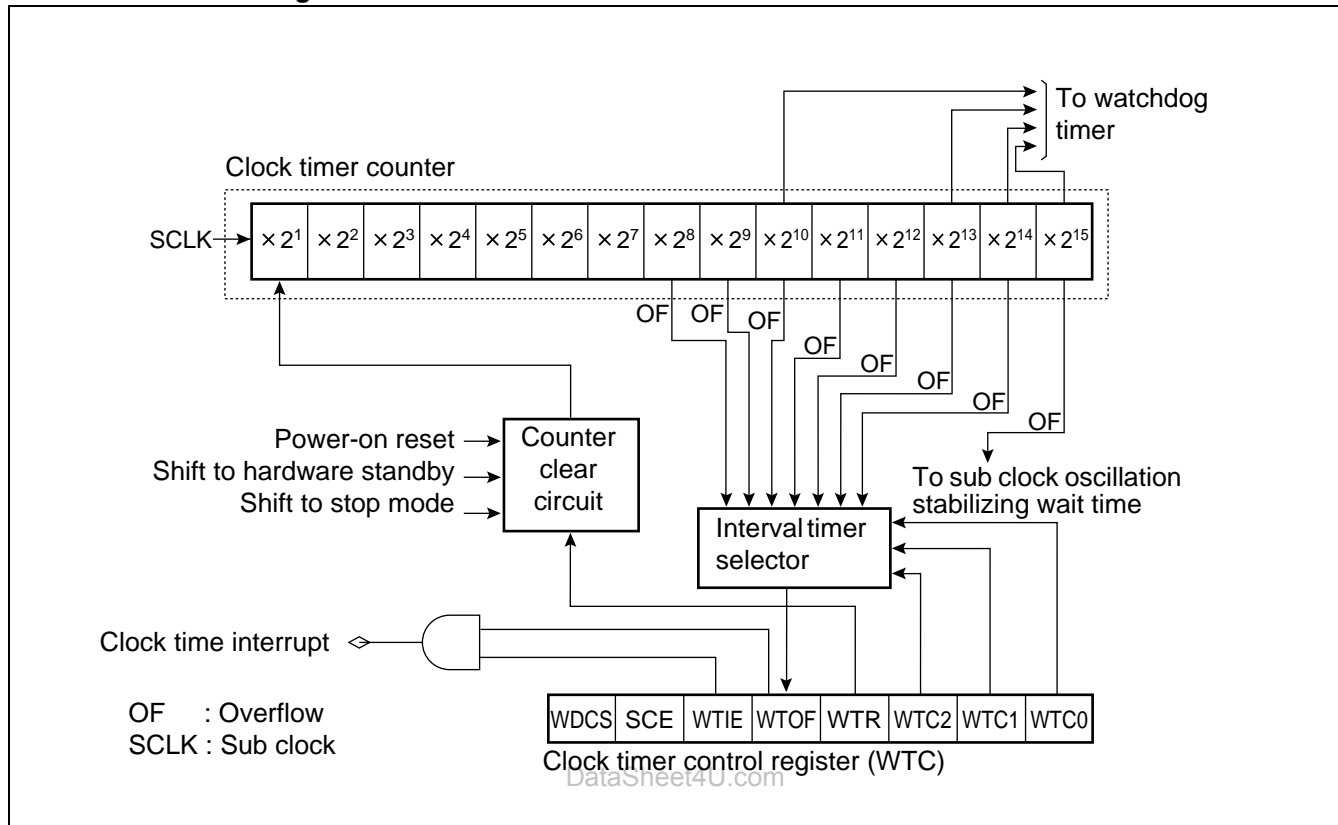 To watchdog
timer
Clock timer counter
SCLK
× 2¹ × 2² × 2³ × 2⁴ × 2⁵ × 2⁶ × 2⁷ × 2⁸ × 2⁹ × 2¹⁰ × 2¹¹ × 2¹² × 2¹³ × 2¹⁴ × 2¹⁵
OF OF OF
OF
OF
OF
OF
OF
Power-on reset
Shift to hardware standby
Shift to stop mode
Counter
clear
circuit
To sub clock oscillation
stabilizing wait time
Interval timer
selector
Clock time interrupt
OF : Overflow
SCLK : Sub clock
WDCS SCE WTIE WTOF WTR WTC2 WTC1 WTC0
Clock timer control register (WTC)
DataSheet4U.com